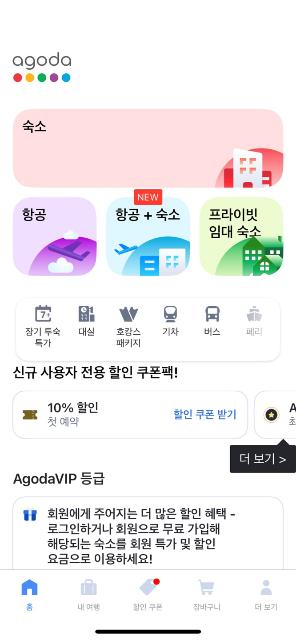 agoda
숙소
NEW
항공
항공 + 숙소
프라이빗
임대 숙소
7+
장기 투숙
특가
대실
호캉스
패키지
기차
버스
페리
신규 사용자 전용 할인 쿠폰팩!
10% 할인
첫 예약
할인 쿠폰 받기
더 보기 >
AgodaVIP 등급
회원에게 주어지는 더 많은 할인 혜택 -
로그인하거나 회원으로 무료 가입해
해당되는 숙소를 회원 특가 및 할인
요금으로 이용하세요!
홈
내 여행
할인 쿠폰
장바구니
더 보기